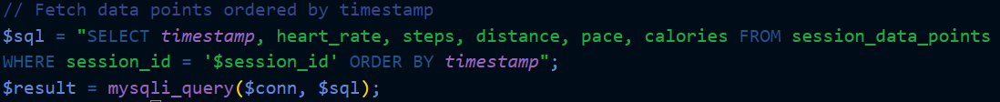 // Fetch data points ordered by timestamp
$sql = "SELECT timestamp, heart_rate, steps, distance, pace, calories FROM session_data_points
WHERE session_id = '$session_id' ORDER BY timestamp";
$result = mysqli_query($conn, $sql);